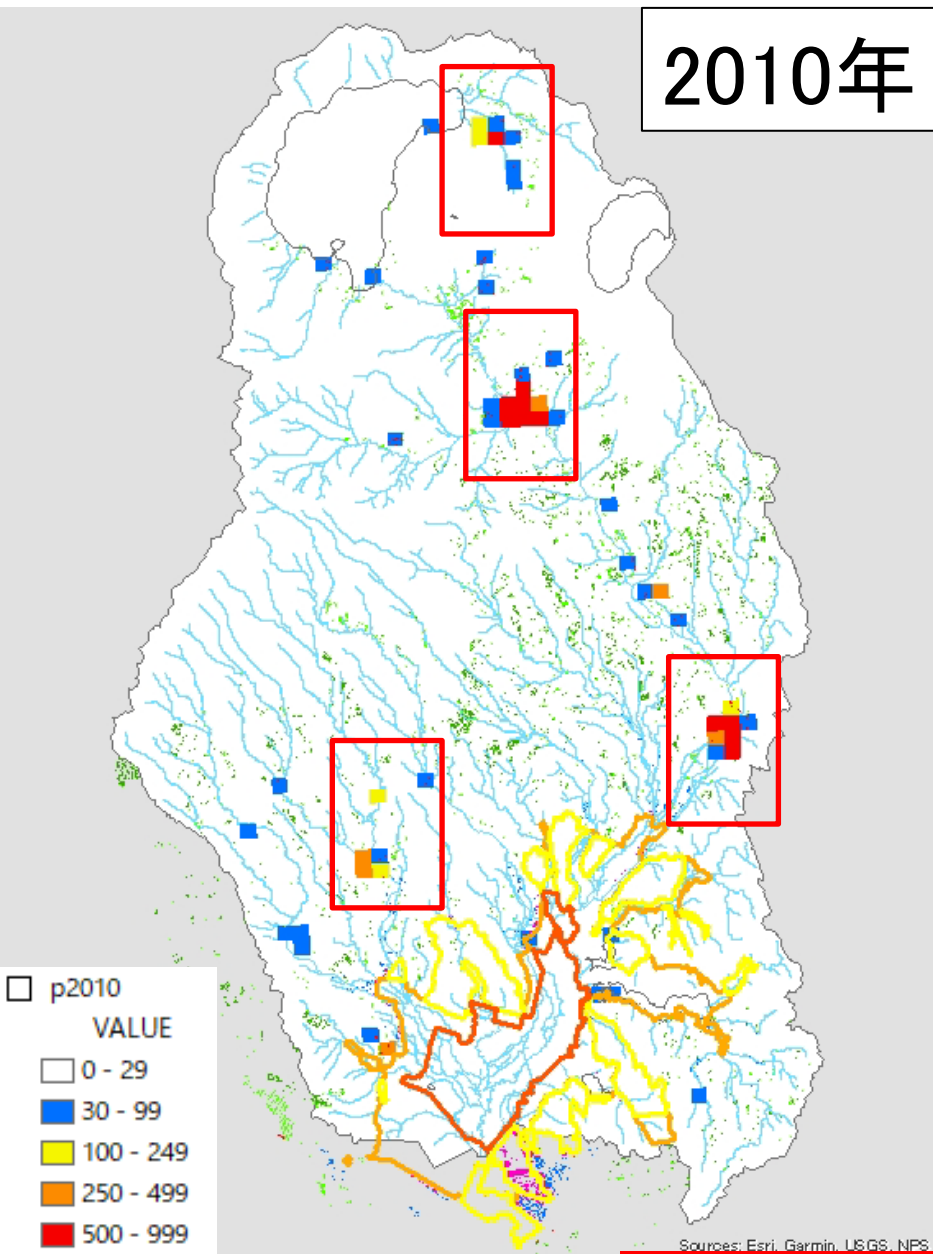 2010年
p2010
VALUE
0 - 29
30 - 99
100 - 249
250 - 499
500 - 999
Sources: Esri, Garmin, USGS, NPS